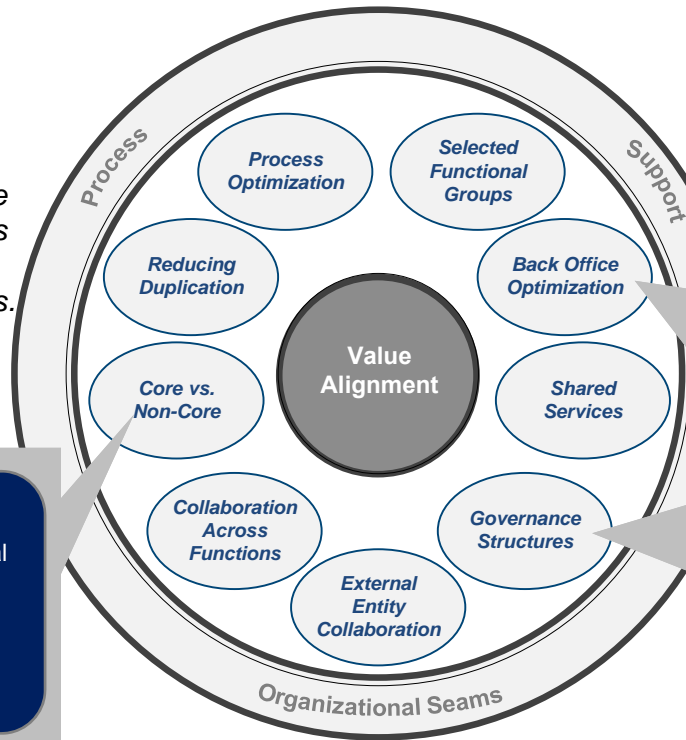 Process
Support
Process
Optimization
Selected
Functional
Groups
e
s
s.
Reducing
Duplication
Back Office
Optimization
Value
Alignment
Core vs.
Non-Core
Shared
Services
al
Collaboration
Across
Functions
Governance
Structures
External
Entity
Collaboration
Organizational Seams